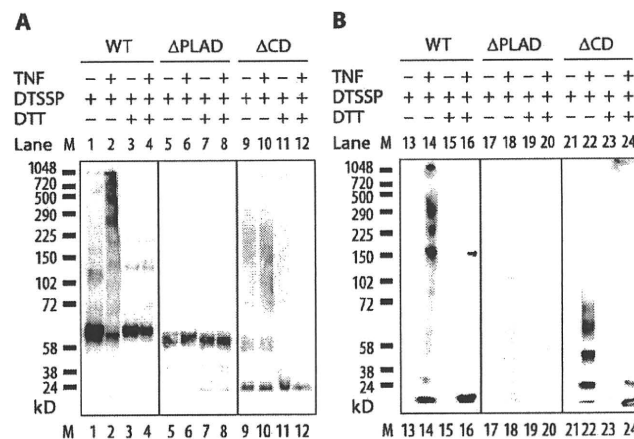 A
WT ΔPLAD ΔCD
TNF − + − + − + − + − + − +
DTSSP + + + + + + + + + + + +
DTT − − + + − − + + − − + +
Lane M 1 2 3 4 5 6 7 8 9 10 11 12
1048
720
500
290
225
150
102
72
58
38
24
kD
M 1 2 3 4 5 6 7 8 9 10 11 12
B
WT ΔPLAD ΔCD
TNF − + − + − + − + − + − +
DTSSP + + + + + + + + + + + +
DTT − − + + − − + + − − + +
Lane M 13 14 15 16 17 18 19 20 21 22 23 24
1048
720
500
290
225
150
102
72
58
38
24
kD
M 13 14 15 16 17 18 19 20 21 22 23 24